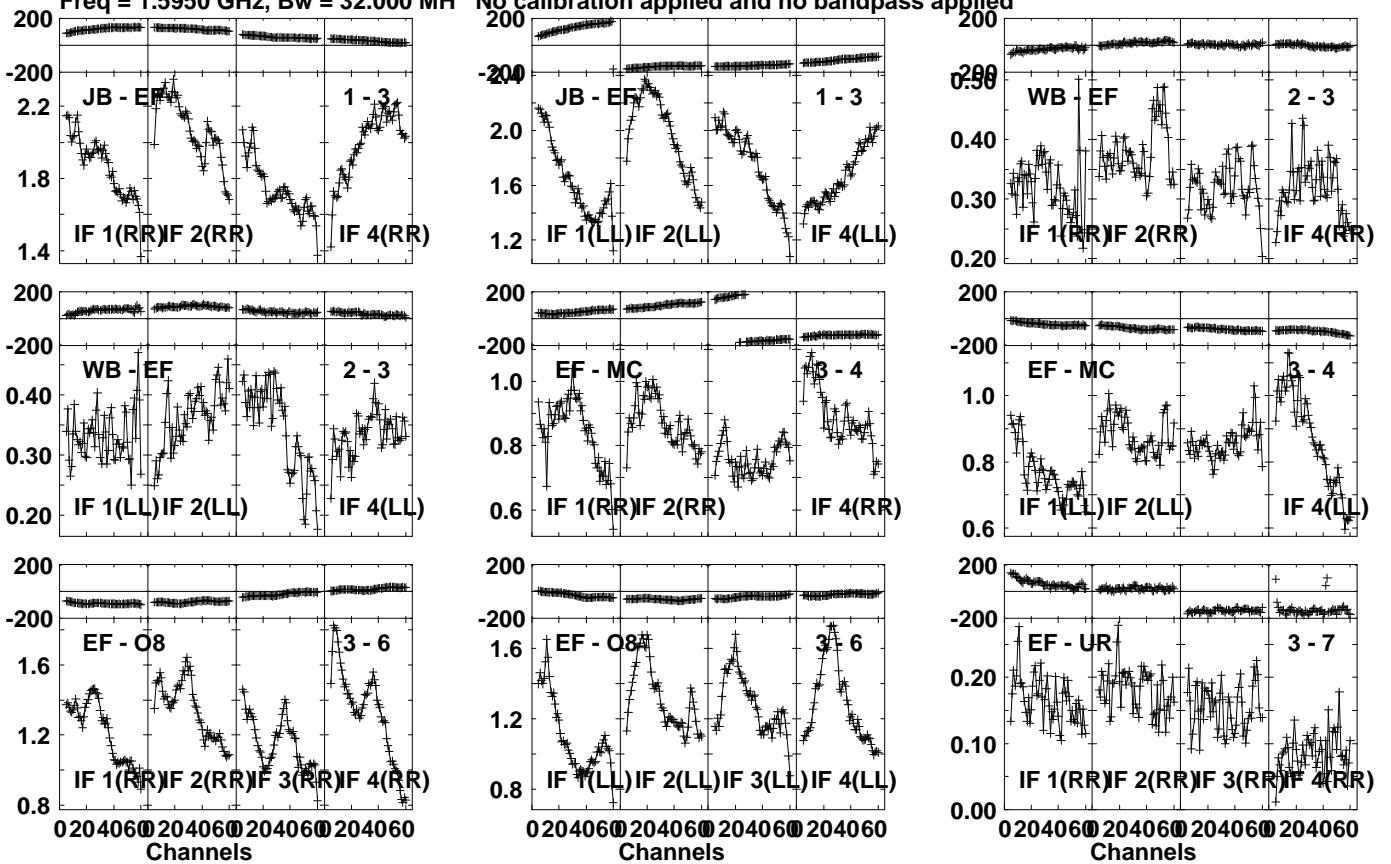 Freq = 1.5950 GHz, Bw = 32.000 MH No calibration applied and no bandpass applied
200
-200
JB - EF
1 - 3
2.2
1.8
1.4
IF 1(RR)
IF 2(RR)
IF 4(RR)
200
-200
2.4
JB - EF
1 - 3
2.0
1.6
1.2
IF 1(LL)
IF 2(LL)
IF 4(LL)
200
-200
0.50
WB - EF
2 - 3
0.40
0.30
0.20
IF 1(RR)
IF 2(RR)
IF 4(RR)
200
-200
WB - EF
2 - 3
0.40
0.30
0.20
IF 1(LL)
IF 2(LL)
IF 4(LL)
200
-200
EF - MC
3 - 4
1.0
0.8
0.6
IF 1(RR)
IF 2(RR)
IF 4(RR)
200
-200
EF - MC
3 - 4
1.0
0.8
0.6
IF 1(LL)
IF 2(LL)
IF 4(LL)
200
-200
EF - O8
3 - 6
1.6
1.2
0.8
IF 1(RR)
IF 2(RR)
IF 3(RR)
IF 4(RR)
0 20 40 60 0 20 40 60 0 20 40 60 0 20 40 60
Channels
200
-200
EF - O8
3 - 6
1.6
1.2
0.8
IF 1(LL)
IF 2(LL)
IF 3(LL)
IF 4(LL)
0 20 40 60 0 20 40 60 0 20 40 60 0 20 40 60
Channels
200
-200
EF - UR
3 - 7
0.20
0.10
0.00
IF 1(RR)
IF 2(RR)
IF 3(RR)
IF 4(RR)
0 20 40 60 0 20 40 60 0 20 40 60 0 20 40 60
Channels